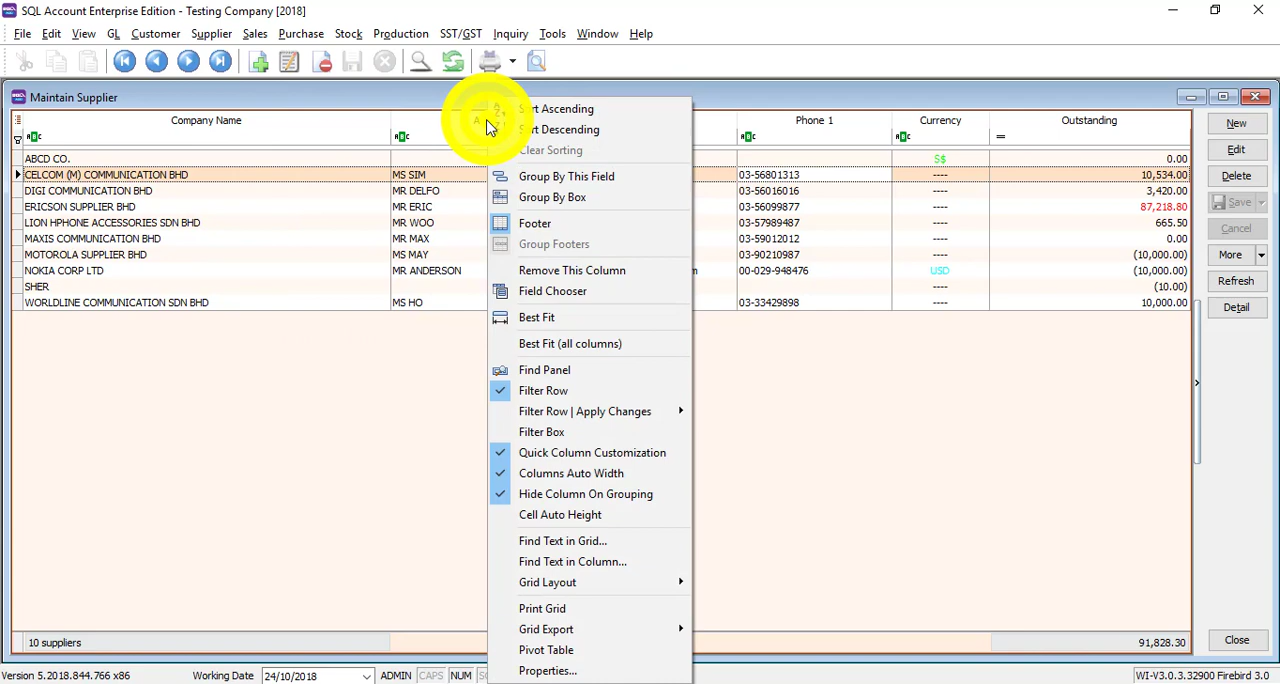 SQL Account Enterprise Edition - Testing Company [2018]
File Edit View GL Customer Supplier Sales Purchase Stock Production SST/GST Inquiry Tools Window Help
Maintain Supplier
Company Name A Phone 1 Currency Outstanding
ABCD CO. S$ 0.00
CELCOM (M) COMMUNICATION BHD MS SIM 03-56801313 ---- 10,534.00
DIGI COMMUNICATION BHD MR DELFO 03-56016016 ---- 3,420.00
ERICSON SUPPLIER BHD MR ERIC 03-56099877 ---- 87,218.80
LION HPHONE ACCESSORIES SDN BHD MR WOO 03-57989487 ---- 665.50
MAXIS COMMUNICATION BHD MR MAX 03-59012012 ---- 0.00
MOTOROLA SUPPLIER BHD MS MAY 03-90210987 ---- (10,000.00)
NOKIA CORP LTD MR ANDERSON m 00-029-948476 USD (10,000.00)
SHER ---- (10.00)
WORLDLINE COMMUNICATION SDN BHD MS HO 03-33429898 ---- 10,000.00
10 suppliers 91,828.30
Sort Ascending
Sort Descending
Clear Sorting
Group By This Field
Group By Box
Footer
Group Footers
Remove This Column
Field Chooser
Best Fit
Best Fit (all columns)
Find Panel
Filter Row
Filter Row | Apply Changes
Filter Box
Quick Column Customization
Columns Auto Width
Hide Column On Grouping
Cell Auto Height
Find Text in Grid...
Find Text in Column...
Grid Layout
Print Grid
Grid Export
Pivot Table
Properties...
New
Edit
Delete
Save
Cancel
More
Refresh
Detail
Close
Version 5.2018.844.766 x86 Working Date 24/10/2018 ADMIN CAPS NUM WI-V3.0.3.32900 Firebird 3.0